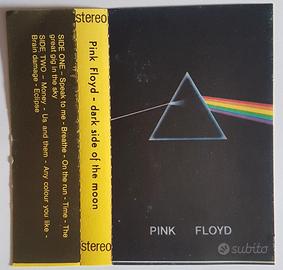 SIDE ONE – Speak to me – Breathe – On the run – Time – The
great gig in the sky
SIDE TWO – Money – Us and them – Any colour you like –
Brain damage – Eclipse
stereo
Pink Floyd – dark side of the moon
stereo
PINK FLOYD
subito